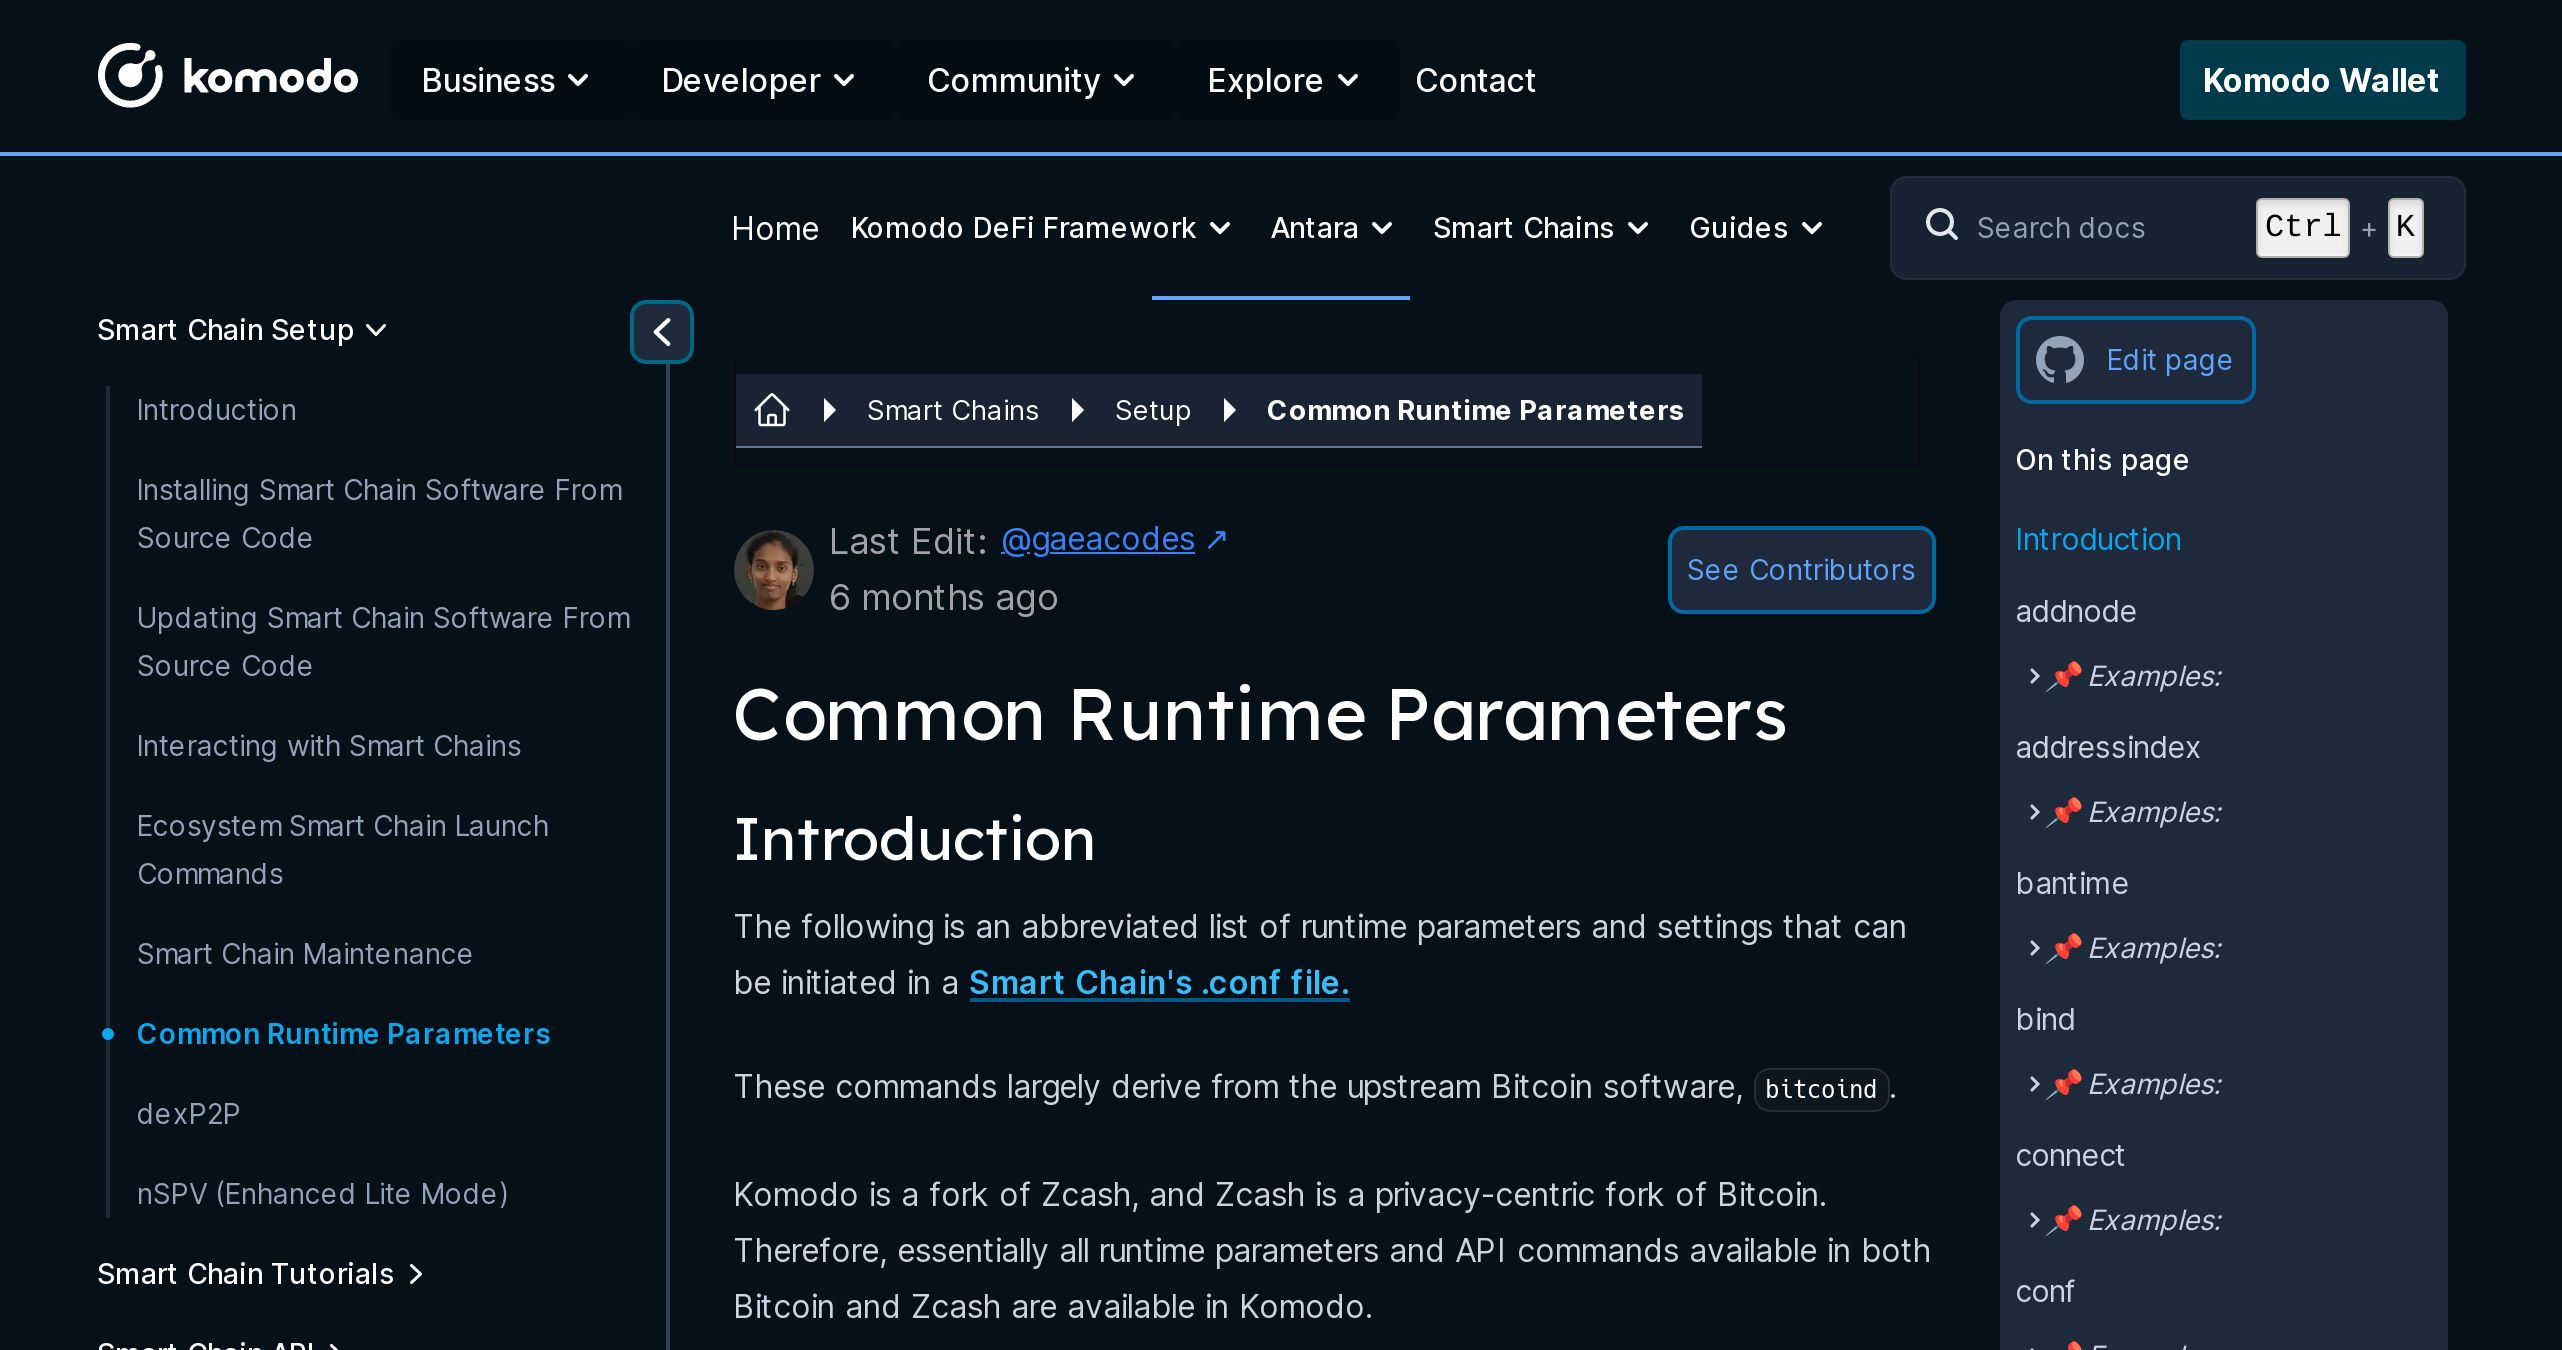 komodo
Business
Developer
Community
Explore
Contact
Komodo Wallet
Home
Komodo DeFi Framework
Antara
Smart Chains
Guides
Search docs
Ctrl + K
Smart Chain Setup
Introduction
Installing Smart Chain Software From
Source Code
Updating Smart Chain Software From
Source Code
Interacting with Smart Chains
Ecosystem Smart Chain Launch
Commands
Smart Chain Maintenance
Common Runtime Parameters
dexP2P
nSPV (Enhanced Lite Mode)
Smart Chain Tutorials
Smart Chain API
Smart Chains
Setup
Common Runtime Parameters
Last Edit: @gaeacodes ↗
6 months ago
See Contributors
Common Runtime Parameters
Introduction
The following is an abbreviated list of runtime parameters and settings that can
be initiated in a Smart Chain's .conf file.
These commands largely derive from the upstream Bitcoin software, bitcoind.
Komodo is a fork of Zcash, and Zcash is a privacy-centric fork of Bitcoin.
Therefore, essentially all runtime parameters and API commands available in both
Bitcoin and Zcash are available in Komodo.
Edit page
On this page
Introduction
addnode
📌 Examples:
addressindex
📌 Examples:
bantime
📌 Examples:
bind
📌 Examples:
connect
📌 Examples:
conf